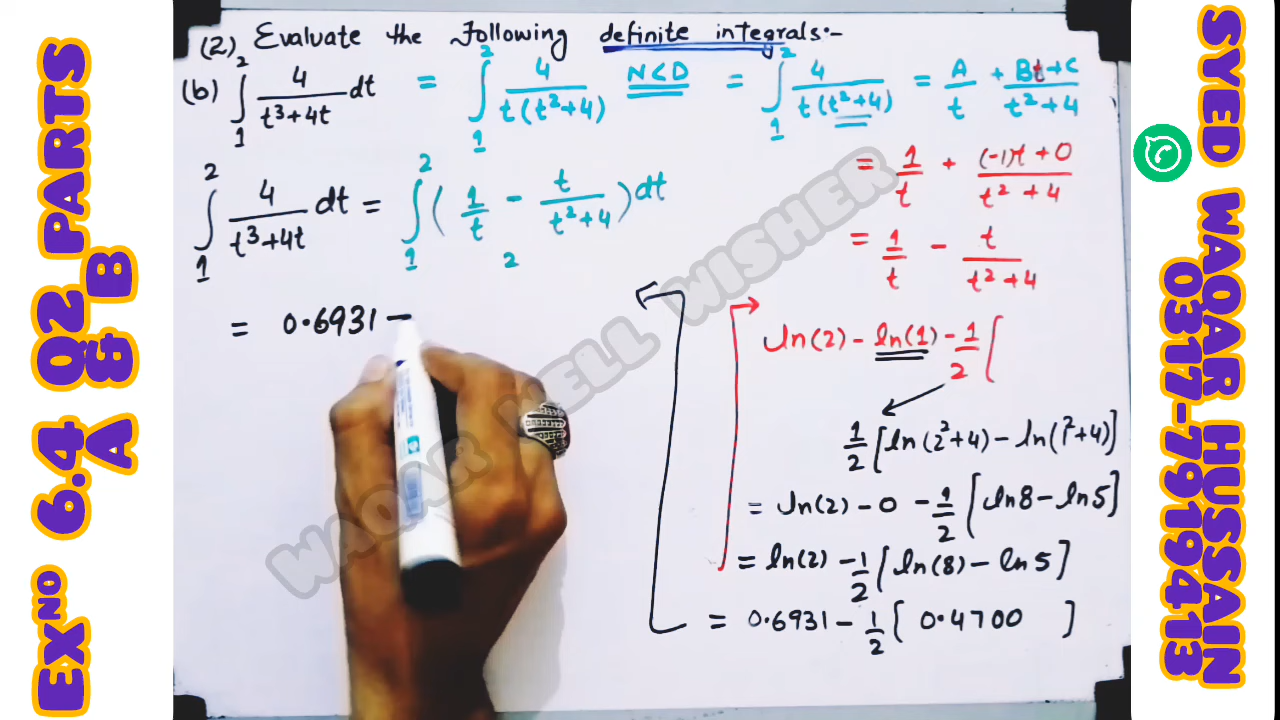 EXᴺᴼ 6.4 Q2 PARTS
A & B
(2) Evaluate the following definite integrals:-
(b) ∫₁² 4/(t³+4t) dt = ∫₁² 4/(t(t²+4)) N<D = ∫₁² 4/(t(t²+4)) = A/t + (Bt+C)/(t²+4)
= 1/t + ((-1)t+0)/(t²+4)
∫₁² 4/(t³+4t) dt = ∫₁² (1/t - t/(t²+4)) dt
= 1/t - t/(t²+4)
2
= 0.6931 -
ln(2) - ln(1) - 1/2 (
1/2 [ln(2²+4) - ln(1²+4)]
= ln(2) - 0 - 1/2 [ln8 - ln5]
= ln(2) - 1/2 [ln(8) - ln5]
= 0.6931 - 1/2 [0.4700]
WAQAR WELL WISHER
SYED WAQAR HUSSAIN
0317-7919413